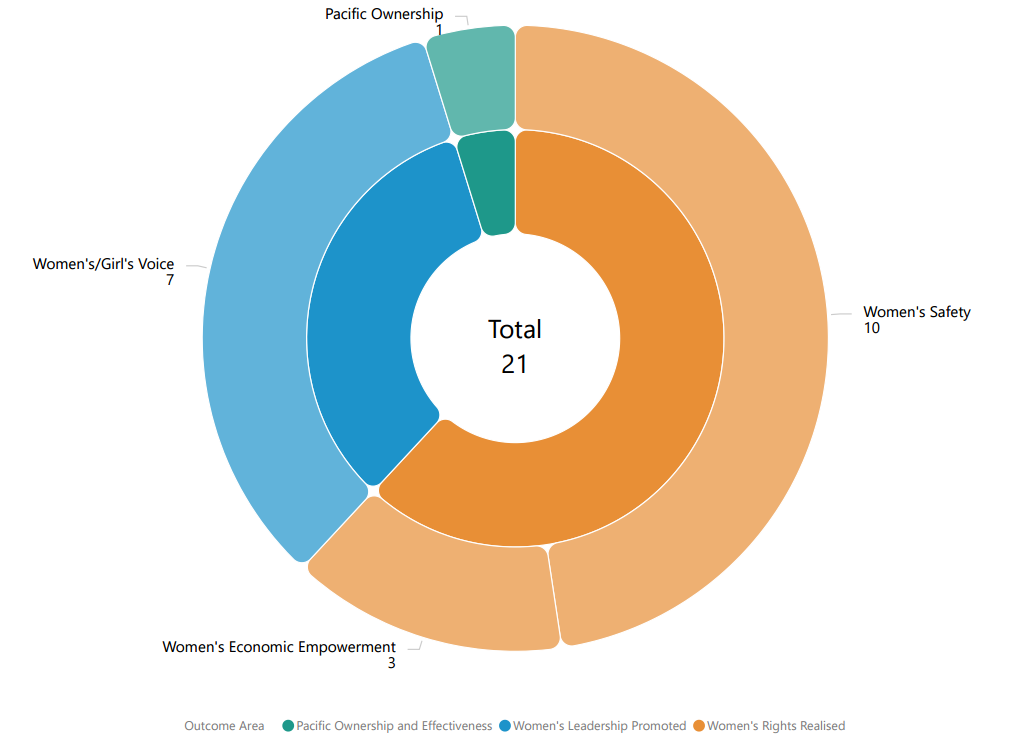 Pacific Ownership
1
Women's/Girl's Voice
7
Women's Safety
10
Total
21
Women's Economic Empowerment
3
Outcome Area Pacific Ownership and Effectiveness Women's Leadership Promoted Women's Rights Realised